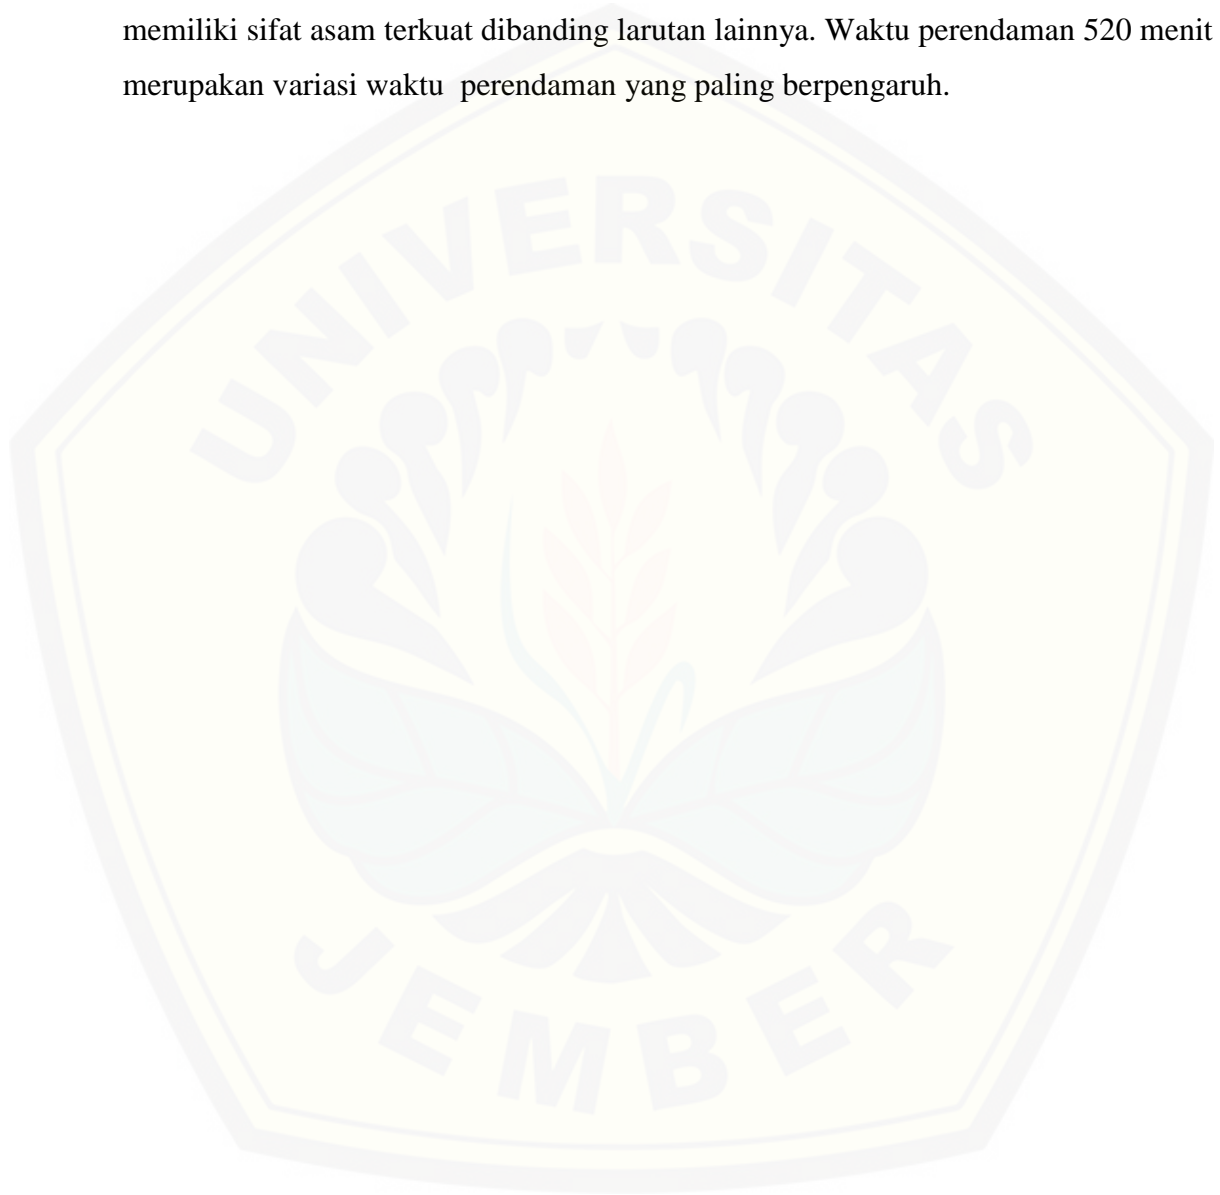 memiliki sifat asam terkuat dibanding larutan lainnya. Waktu perendaman 520 menit
merupakan variasi waktu  perendaman yang paling berpengaruh.
UNIVERSITAS
JEMBER